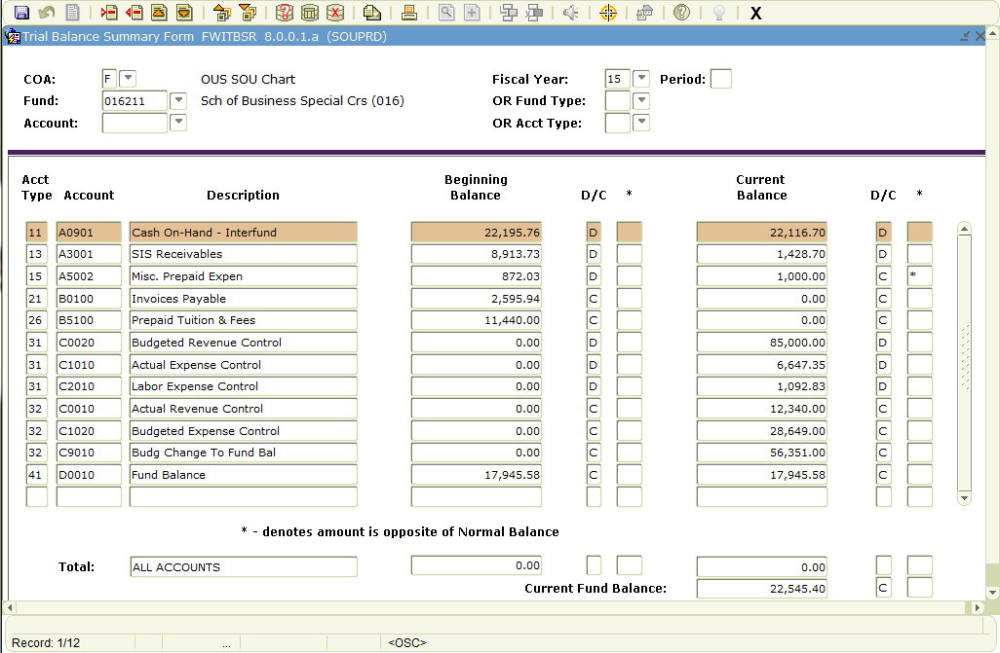 X
Trial Balance Summary Form FWITBSR 8.0.0.1.a (SOUPRD)
COA: F OUS SOU Chart Fiscal Year: 15 Period:
Fund: 016211 Sch of Business Special Crs (016) OR Fund Type:
Account: OR Acct Type:
Acct Beginning Current
Type Account Description Balance D/C * Balance D/C *
11 A0901 Cash On-Hand - Interfund 22,195.76 D 22,116.70 D
13 A3001 SIS Receivables 8,913.73 D 1,428.70 D
15 A5002 Misc. Prepaid Expen 872.03 D 1,000.00 C *
21 B0100 Invoices Payable 2,595.94 C 0.00 C
26 B5100 Prepaid Tuition & Fees 11,440.00 C 0.00 C
31 C0020 Budgeted Revenue Control 0.00 D 85,000.00 D
31 C1010 Actual Expense Control 0.00 D 6,647.35 D
31 C2010 Labor Expense Control 0.00 D 1,092.83 D
32 C0010 Actual Revenue Control 0.00 C 12,340.00 C
32 C1020 Budgeted Expense Control 0.00 C 28,649.00 C
32 C9010 Budg Change To Fund Bal 0.00 C 56,351.00 C
41 D0010 Fund Balance 17,945.58 C 17,945.58 C
* - denotes amount is opposite of Normal Balance
Total: ALL ACCOUNTS 0.00 0.00
Current Fund Balance: 22,545.40 C
Record: 1/12 ... <OSC>